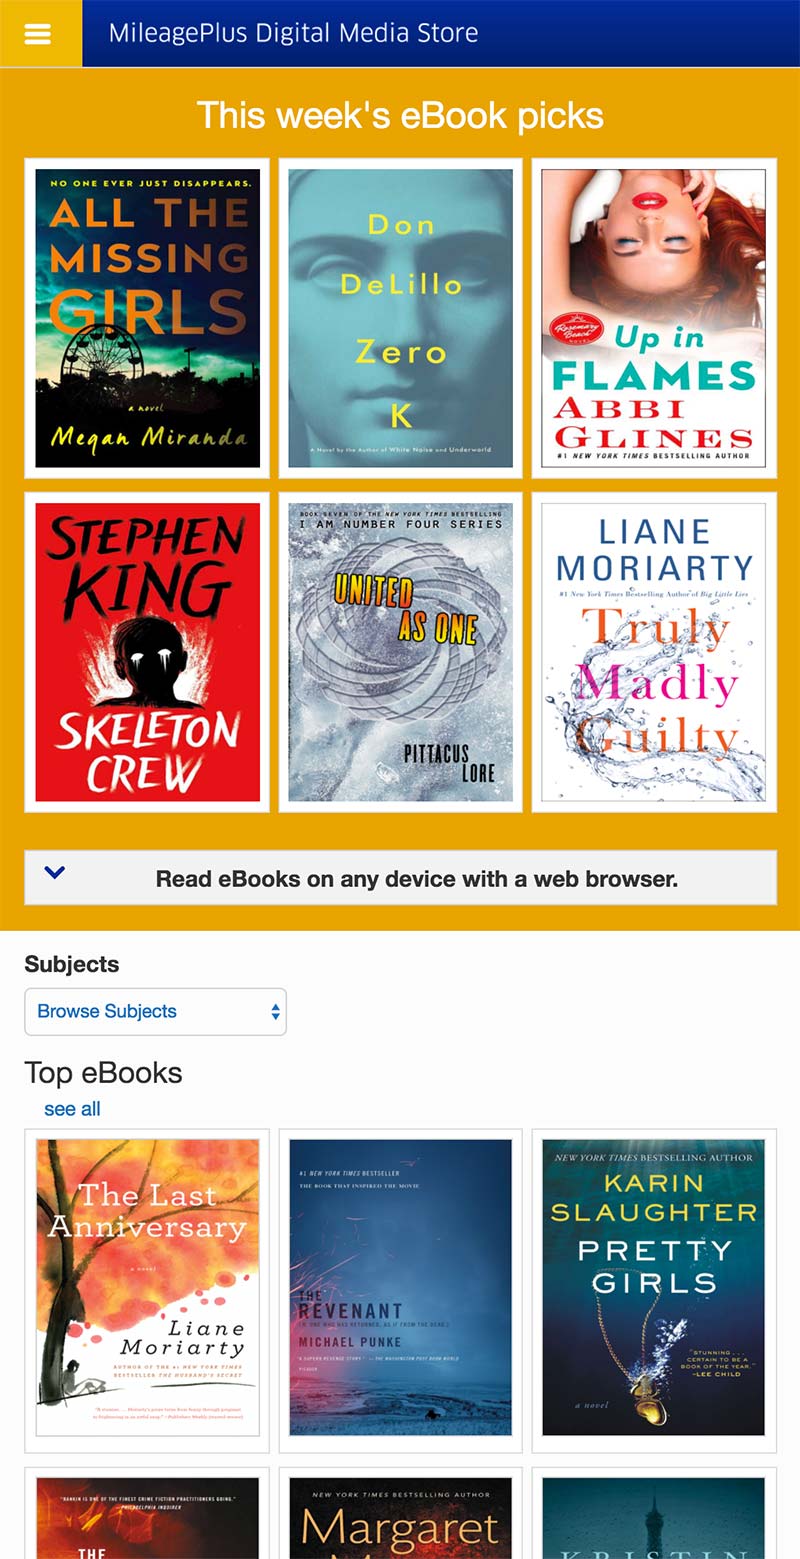 MileagePlus Digital Media Store
This week's eBook picks
NO ONE EVER JUST DISAPPEARS.
ALL THE
MISSING
GIRLS
a novel
Megan Miranda
Don
DeLillo
Zero
K
A Novel by the Author of White Noise and Underworld
Rosemary
Beach
NOVEL
Up in
FLAMES
ABBI
GLINES
#1 NEW YORK TIMES BESTSELLING AUTHOR
STEPHEN
KING
SKELETON
CREW
BOOK SEVEN OF THE NEW YORK TIMES BESTSELLING
I AM NUMBER FOUR SERIES
UNITED
AS ONE
PITTACUS
LORE
LIANE
MORIARTY
#1 New York Times Bestselling Author of Big Little Lies
Truly
Madly
Guilty
Read eBooks on any device with a web browser.
Subjects
Browse Subjects
Top eBooks
see all
The Last
Anniversary
a novel
Liane
Moriarty
AUTHOR OF THE #1 NEW YORK TIMES
BESTSELLER THE HUSBAND'S SECRET
#1 NEW YORK TIMES BESTSELLER
THE BOOK THAT INSPIRED THE MOVIE
THE
REVENANT
(N. ONE WHO HAS RETURNED, AS IF FROM THE DEAD.)
MICHAEL PUNKE
"A SUPERB REVENGE STORY." —THE WASHINGTON POST BOOK WORLD
PICADOR
NEW YORK TIMES BESTSELLING AUTHOR
KARIN
SLAUGHTER
PRETTY
GIRLS
"STUNNING . . .
CERTAIN TO BE A
BOOK OF THE YEAR."
—LEE CHILD
a novel
"RANKIN IS ONE OF THE FINEST CRIME FICTION PRACTITIONERS GOING."
—PHILADELPHIA INQUIRER
THE
NEW YORK TIMES BESTSELLING AUTHOR
Margaret
KRISTIN